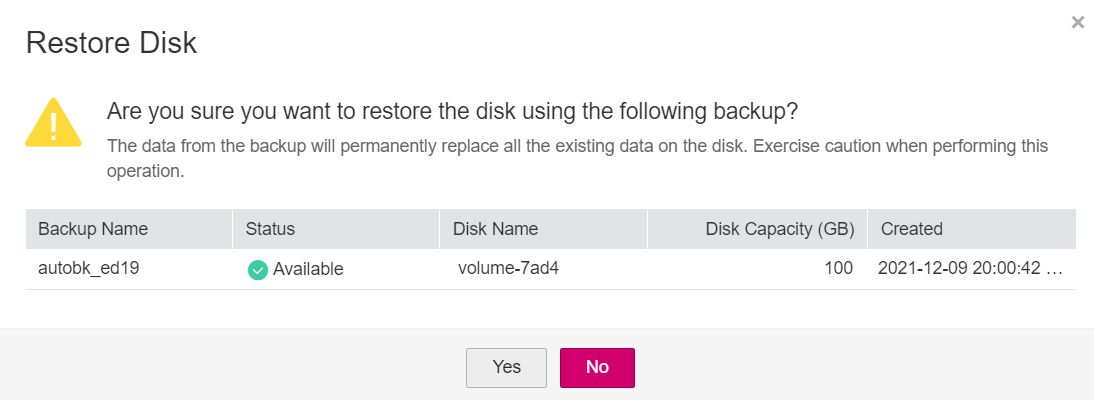 Restore Disk
×
Are you sure you want to restore the disk using the following backup?
The data from the backup will permanently replace all the existing data on the disk. Exercise caution when performing this
operation.
Backup Name Status Disk Name Disk Capacity (GB) Created
autobk_ed19 Available volume-7ad4 100 2021-12-09 20:00:42 ...
Yes No